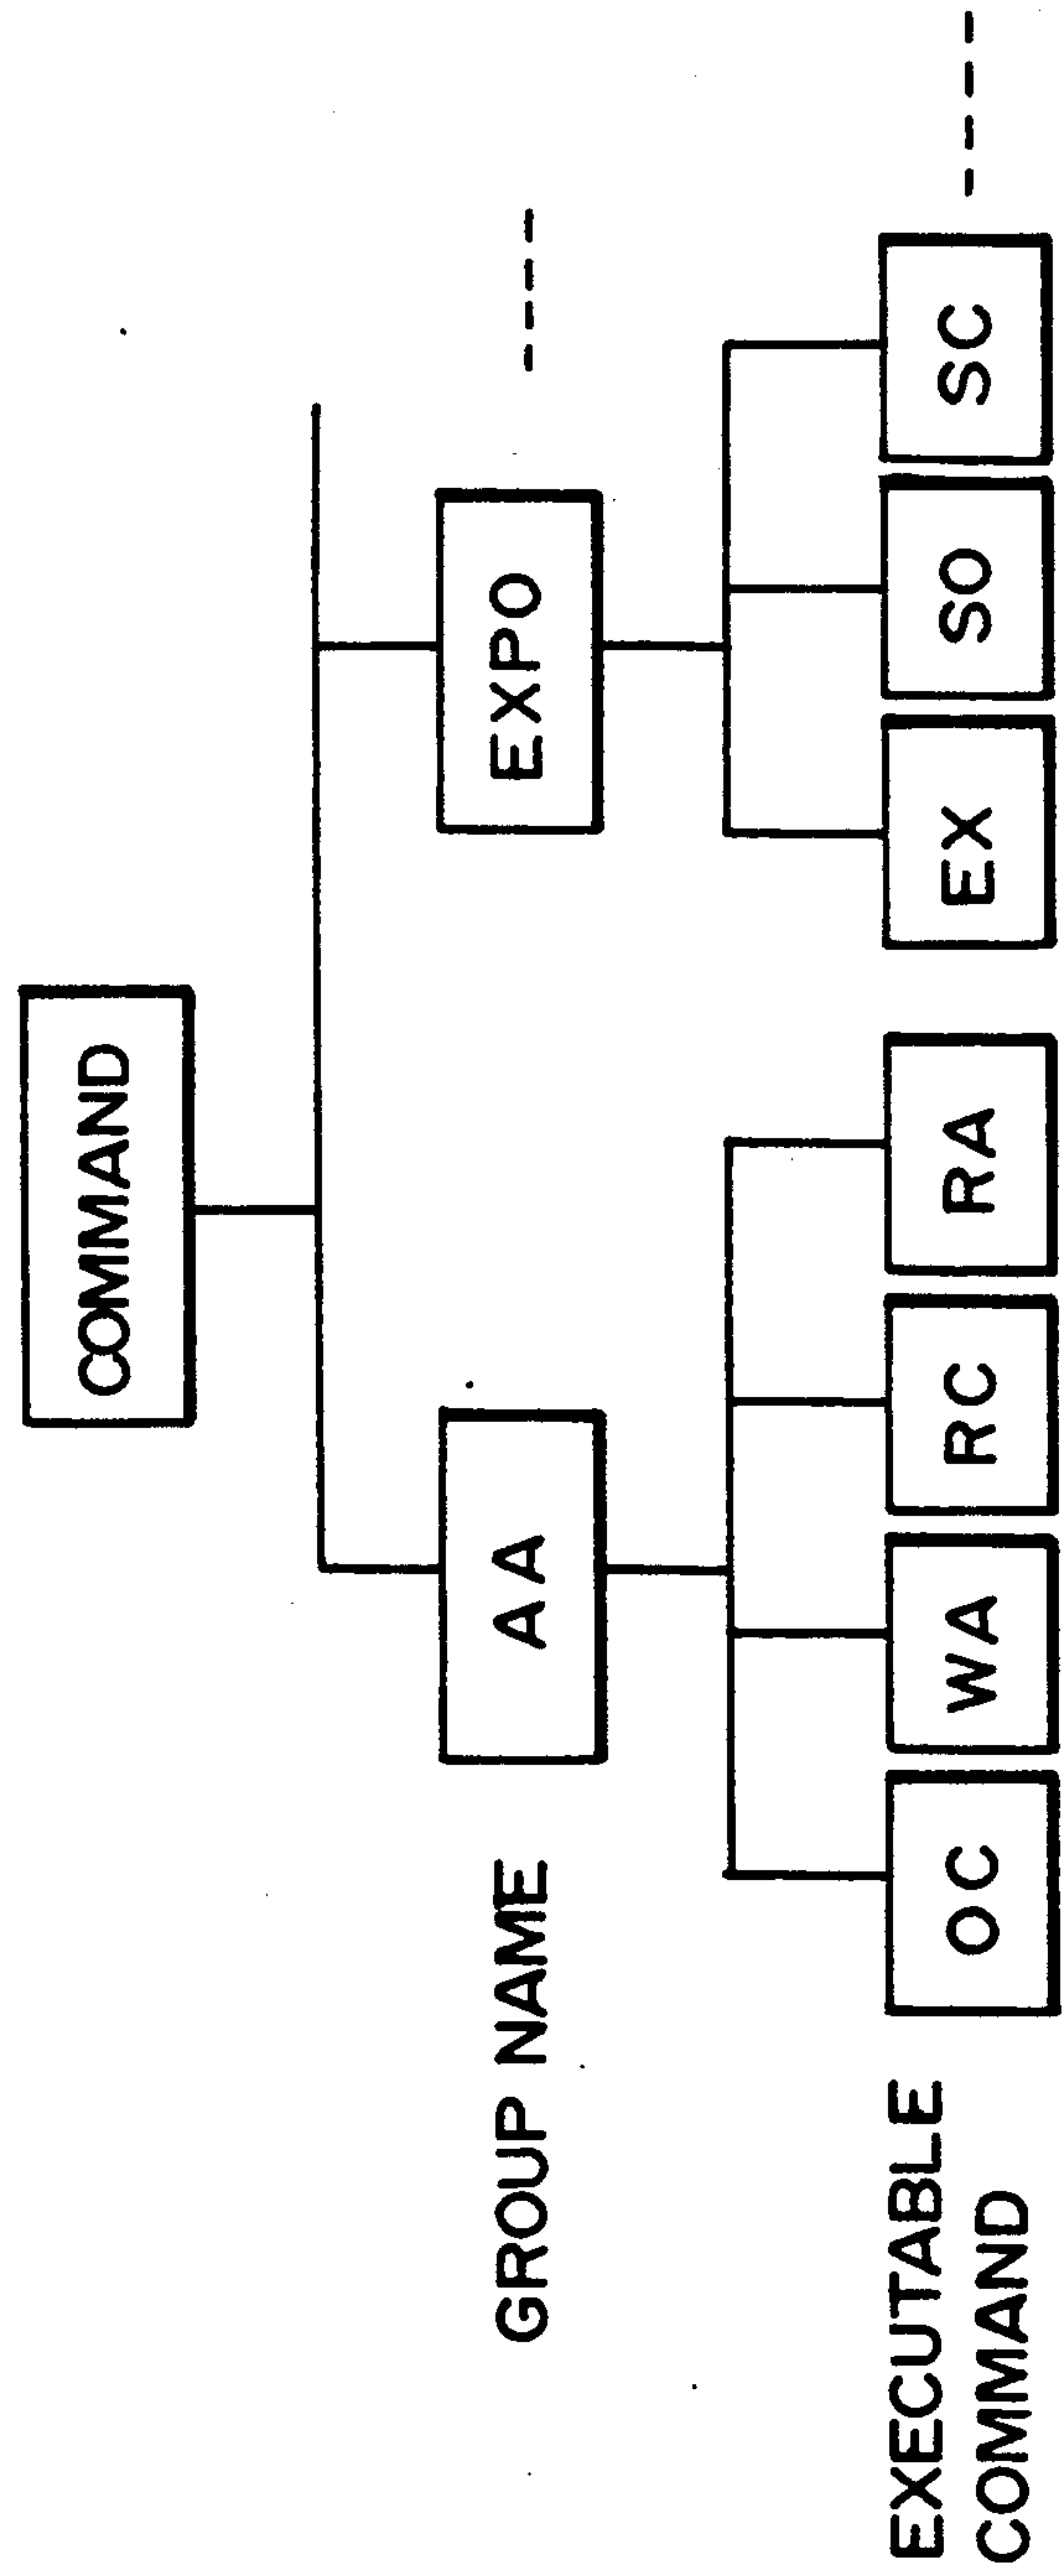 COMMAND
GROUP NAME AA EXPO
EXECUTABLE OC WA RC RA EX SO SC
COMMAND